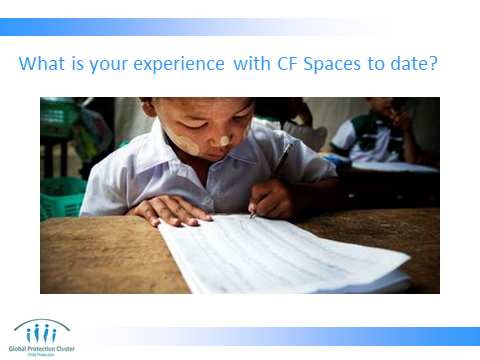 What is your experience with CF Spaces to date?
Global Protection Cluster
Child Protection